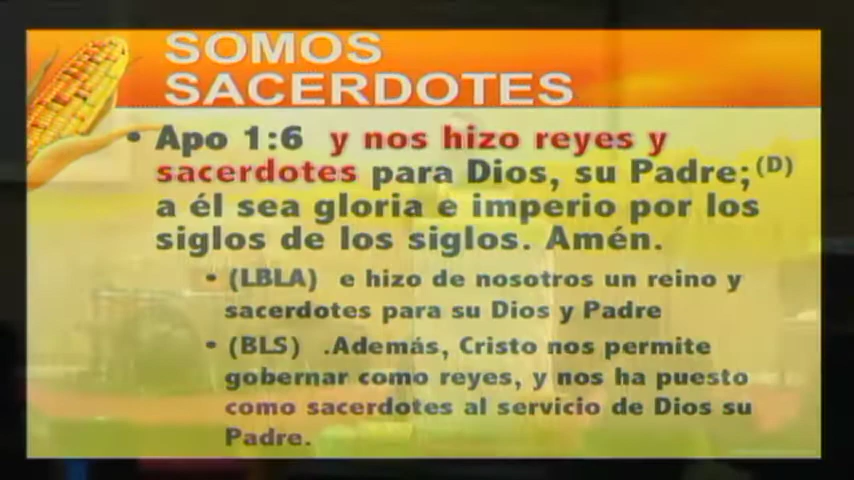 SOMOS
SACERDOTES
• Apo 1:6 y nos hizo reyes y
sacerdotes para Dios, su Padre;(D)
a él sea gloria e imperio por los
siglos de los siglos. Amén.
• (LBLA) e hizo de nosotros un reino y
sacerdotes para su Dios y Padre
• (BLS) .Además, Cristo nos permite
gobernar como reyes, y nos ha puesto
como sacerdotes al servicio de Dios su
Padre.